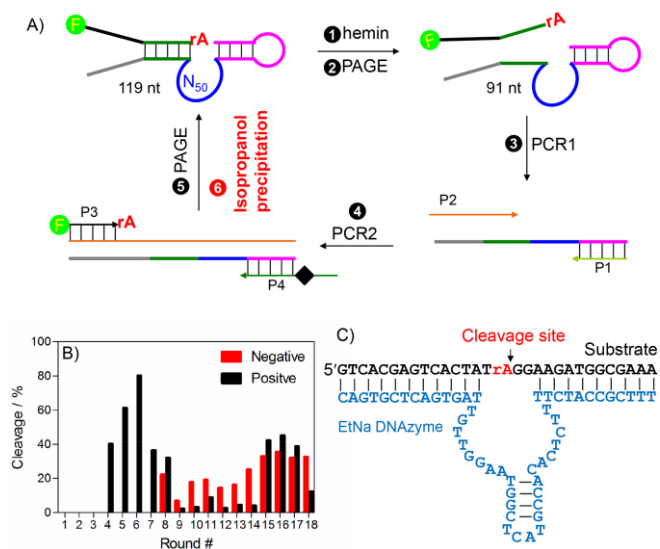 A)
F
rA
N50
119 nt
1 hemin
2 PAGE
F
rA
91 nt
5 PAGE
6 Isopropanol precipitation
3 PCR1
P2
P1
4
PCR2
F
P3
rA
P4
B)
Cleavage / %
100
80
60
40
20
0
Negative
Positve
1 2 3 4 5 6 7 8 9 10 11 12 13 14 15 16 17 18
Round #
C)
Cleavage site
Substrate
5'GTCACGAGTCACTATrAGGAAGATGGCGAAA
CAGTGCTCAGTGAT
TTCTACCGCTTT
EtNa DNAzyme